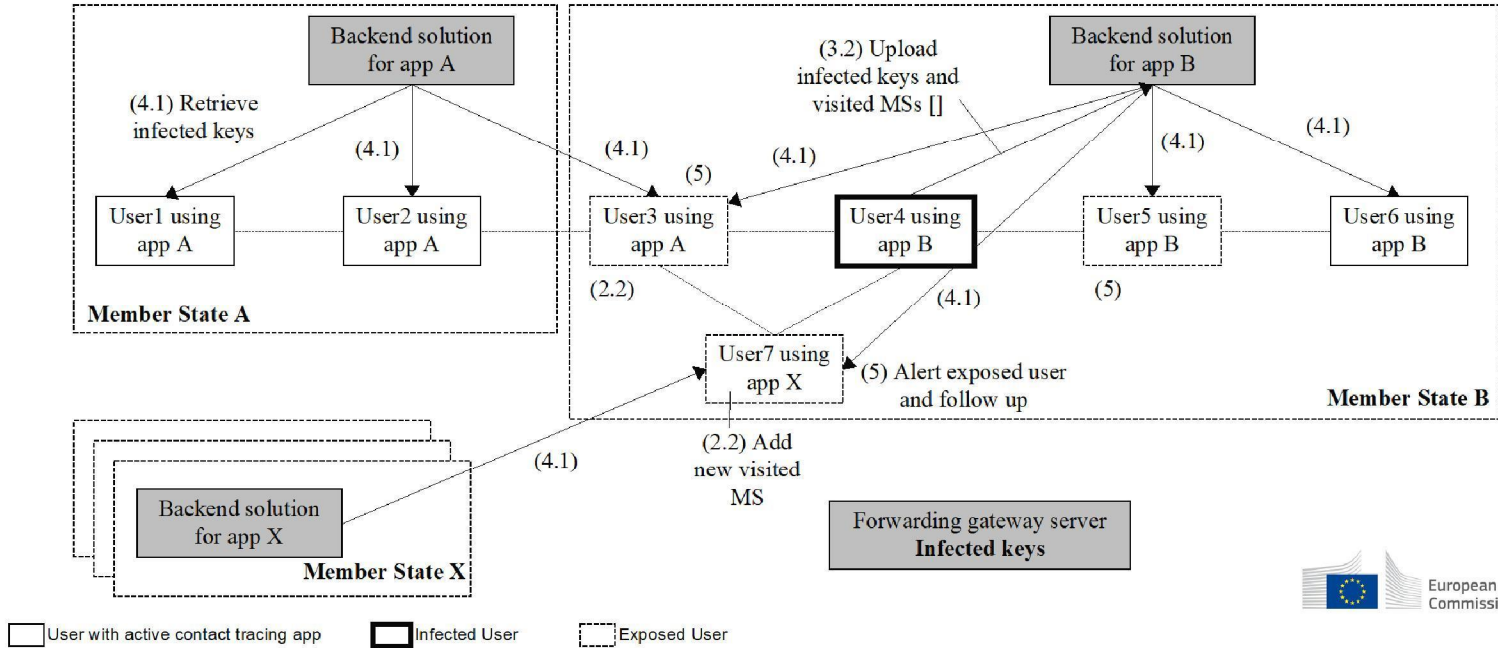 Backend solution
for app A
(4.1) Retrieve
infected keys
(4.1)
(4.1)
User1 using
app A
User2 using
app A
Member State A
(3.2) Upload
infected keys and
visited MSs []
Backend solution
for app B
(4.1)
(4.1)
(4.1)
(5)
User3 using
app A
User4 using
app B
User5 using
app B
User6 using
app B
(2.2)
(4.1)
(5)
User7 using
app X
(5) Alert exposed user
and follow up
Member State B
(2.2) Add
new visited
MS
(4.1)
Backend solution
for app X
Member State X
Forwarding gateway server
Infected keys
European
Commissi
User with active contact tracing app
Infected User
Exposed User